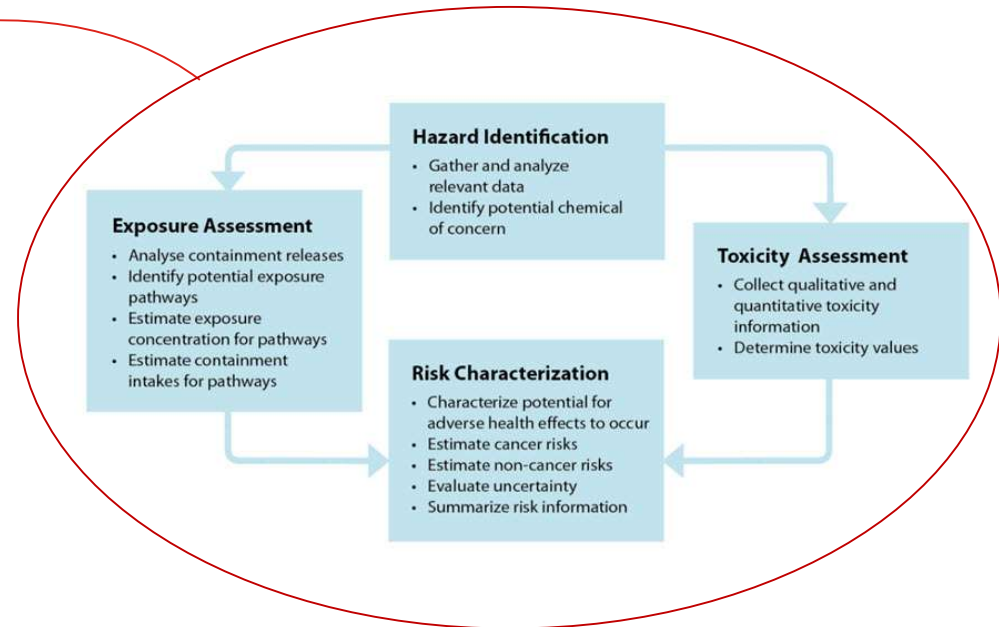 Hazard Identification
• Gather and analyze
relevant data
• Identify potential chemical
of concern
Exposure Assessment
• Analyse containment releases
• Identify potential exposure
pathways
• Estimate exposure
concentration for pathways
• Estimate containment
intakes for pathways
Toxicity Assessment
• Collect qualitative and
quantitative toxicity
information
• Determine toxicity values
Risk Characterization
• Characterize potential for
adverse health effects to occur
• Estimate cancer risks
• Estimate non-cancer risks
• Evaluate uncertainty
• Summarize risk information